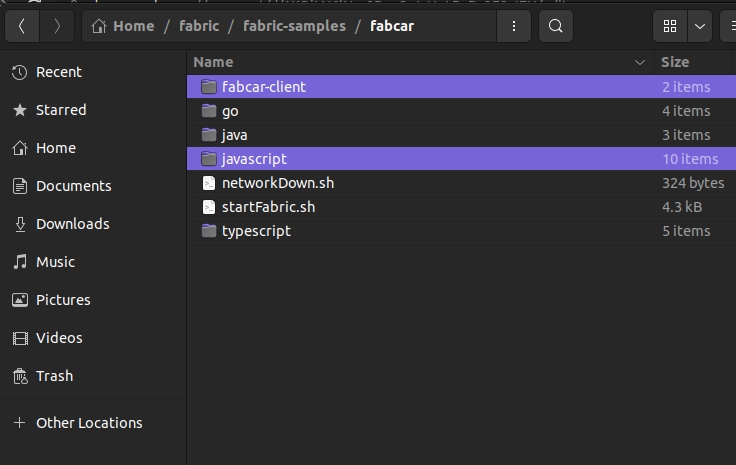 Home / fabric / fabric-samples / fabcar
Recent
Starred
Home
Documents
Downloads
Music
Pictures
Videos
Trash
+ Other Locations
Name Size
fabcar-client 2 items
go 4 items
java 3 items
javascript 10 items
networkDown.sh 324 bytes
startFabric.sh 4.3 kB
typescript 5 items